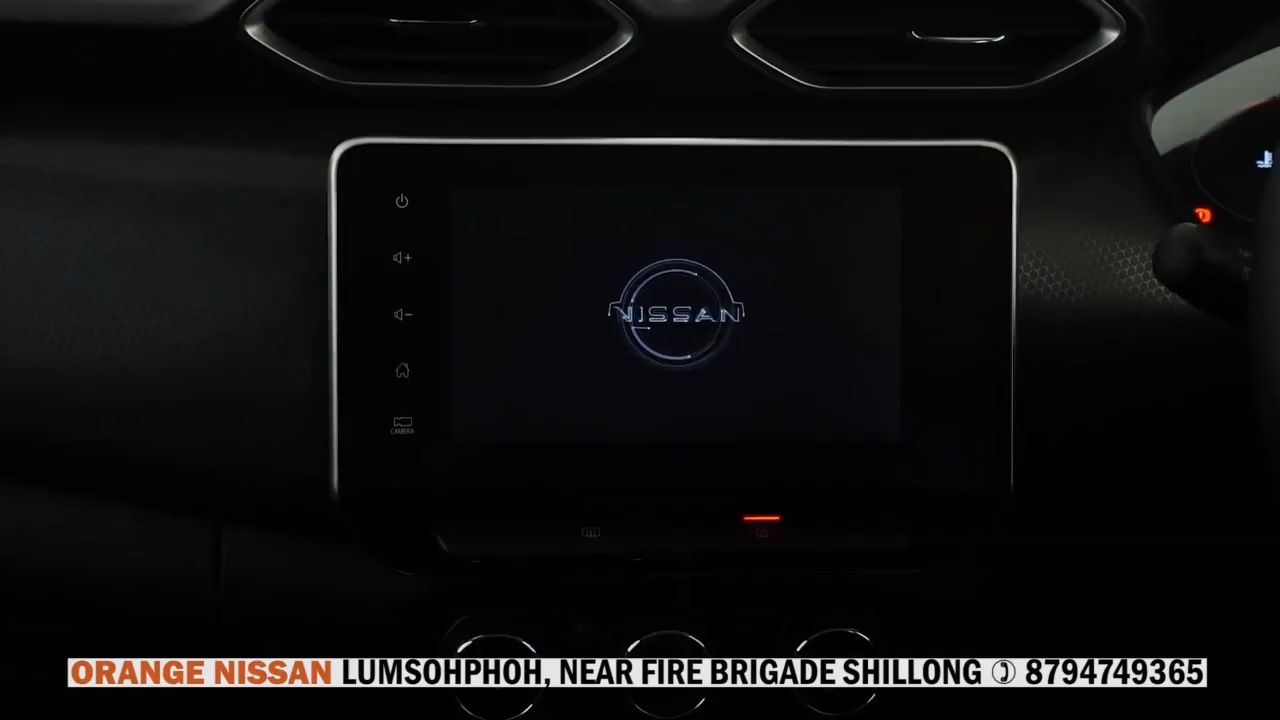 NISSAN
CAMERA
ORANGE NISSAN LUMSOHPHOH, NEAR FIRE BRIGADE SHILLONG ✆ 8794749365